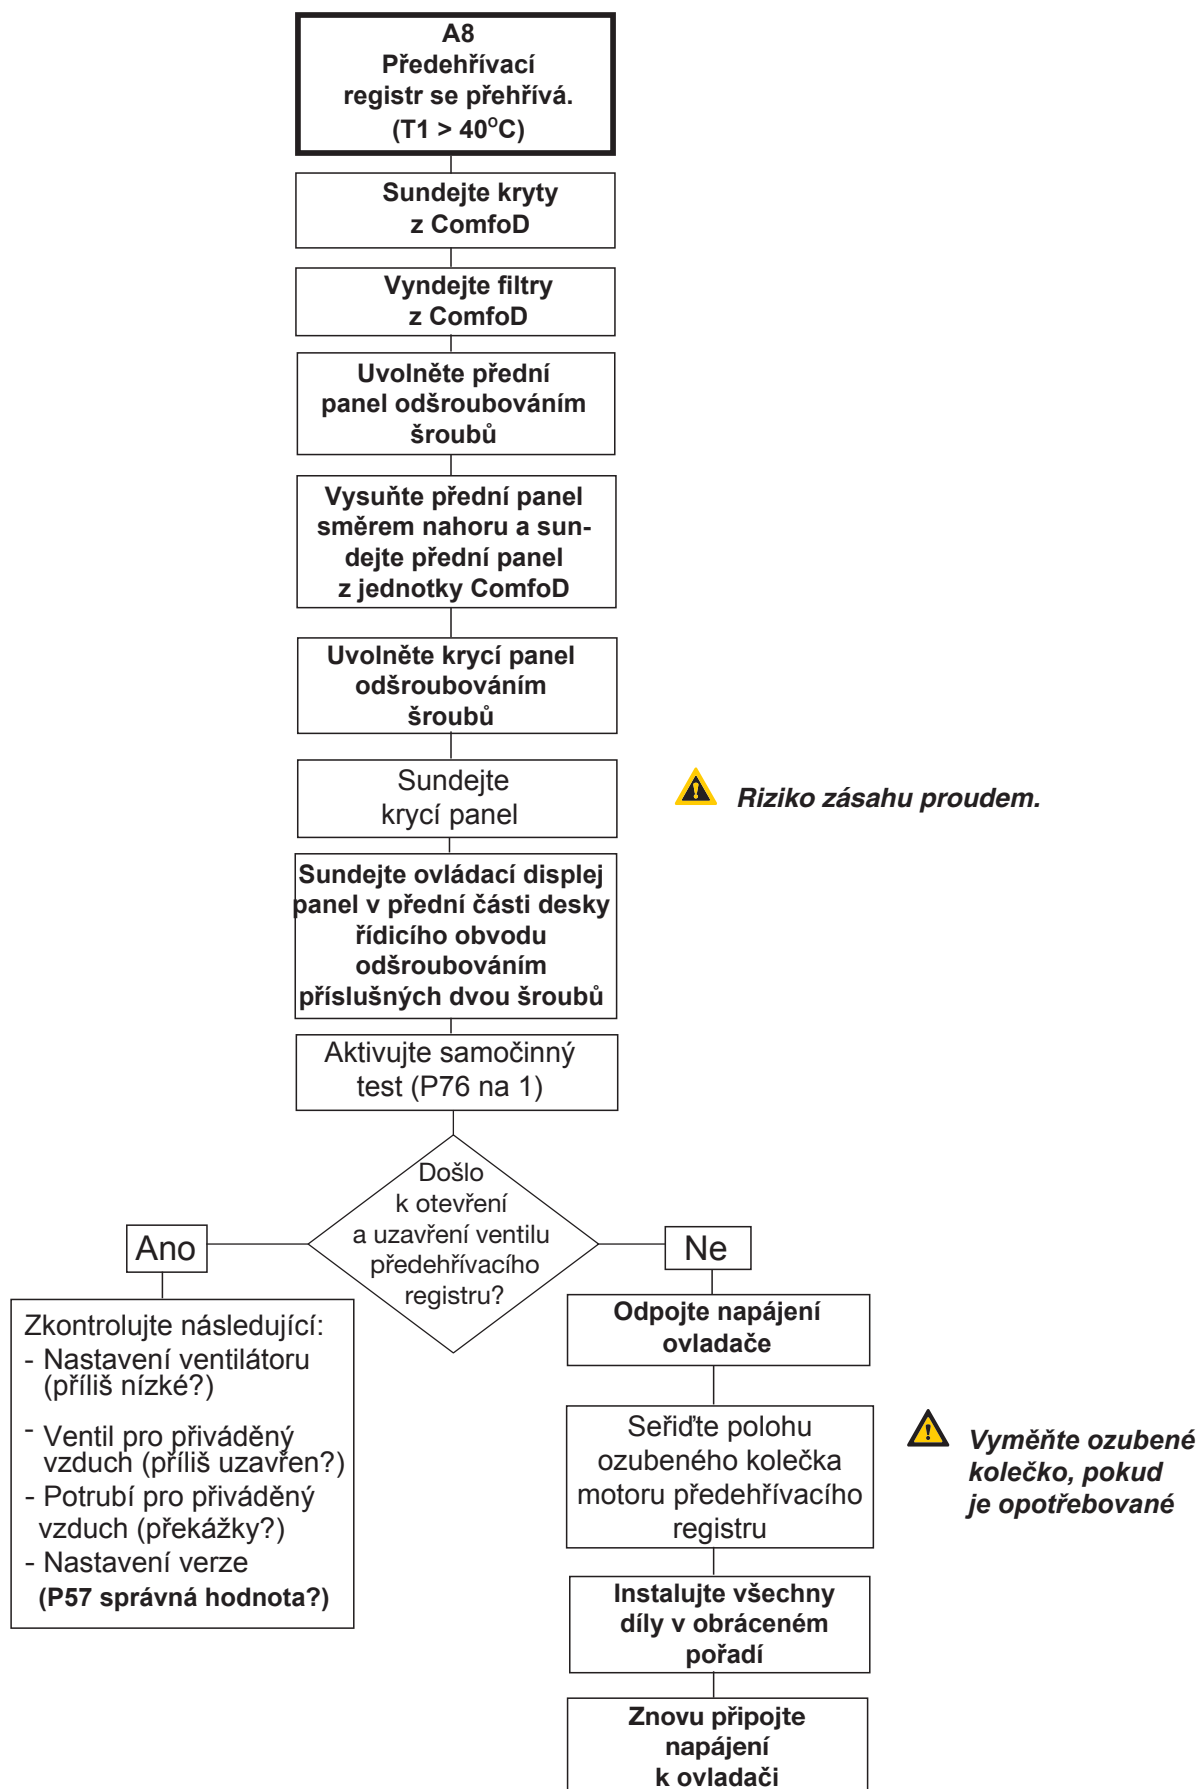 A8
Předehřívací
registr se přehřívá.
(T1 > 40°C)
Sundejte kryty
z ComfoD
Vyndejte filtry
z ComfoD
Uvolněte přední
panel odšroubováním
šroubů
Vysuňte přední panel
směrem nahoru a sun-
dejte přední panel
z jednotky ComfoD
Uvolněte krycí panel
odšroubováním
šroubů
Sundejte
krycí panel
Riziko zásahu proudem.
Sundejte ovládací displej
panel v přední části desky
řídicího obvodu
odšroubováním
příslušných dvou šroubů
Aktivujte samočinný
test (P76 na 1)
Došlo
k otevření
a uzavření ventilu
předehřívacího
registru?
Ano
Zkontrolujte následující:
- Nastavení ventilátoru
(příliš nízké?)
- Ventil pro přiváděný
vzduch (příliš uzavřen?)
- Potrubí pro přiváděný
vzduch (překážky?)
- Nastavení verze
(P57 správná hodnota?)
Ne
Odpojte napájení
ovladače
Seřiďte polohu
ozubeného kolečka
motoru předehřívacího
registru
Vyměňte ozubené
kolečko, pokud
je opotřebované
Instalujte všechny
díly v obráceném
pořadí
Znovu připojte
napájení
k ovladači